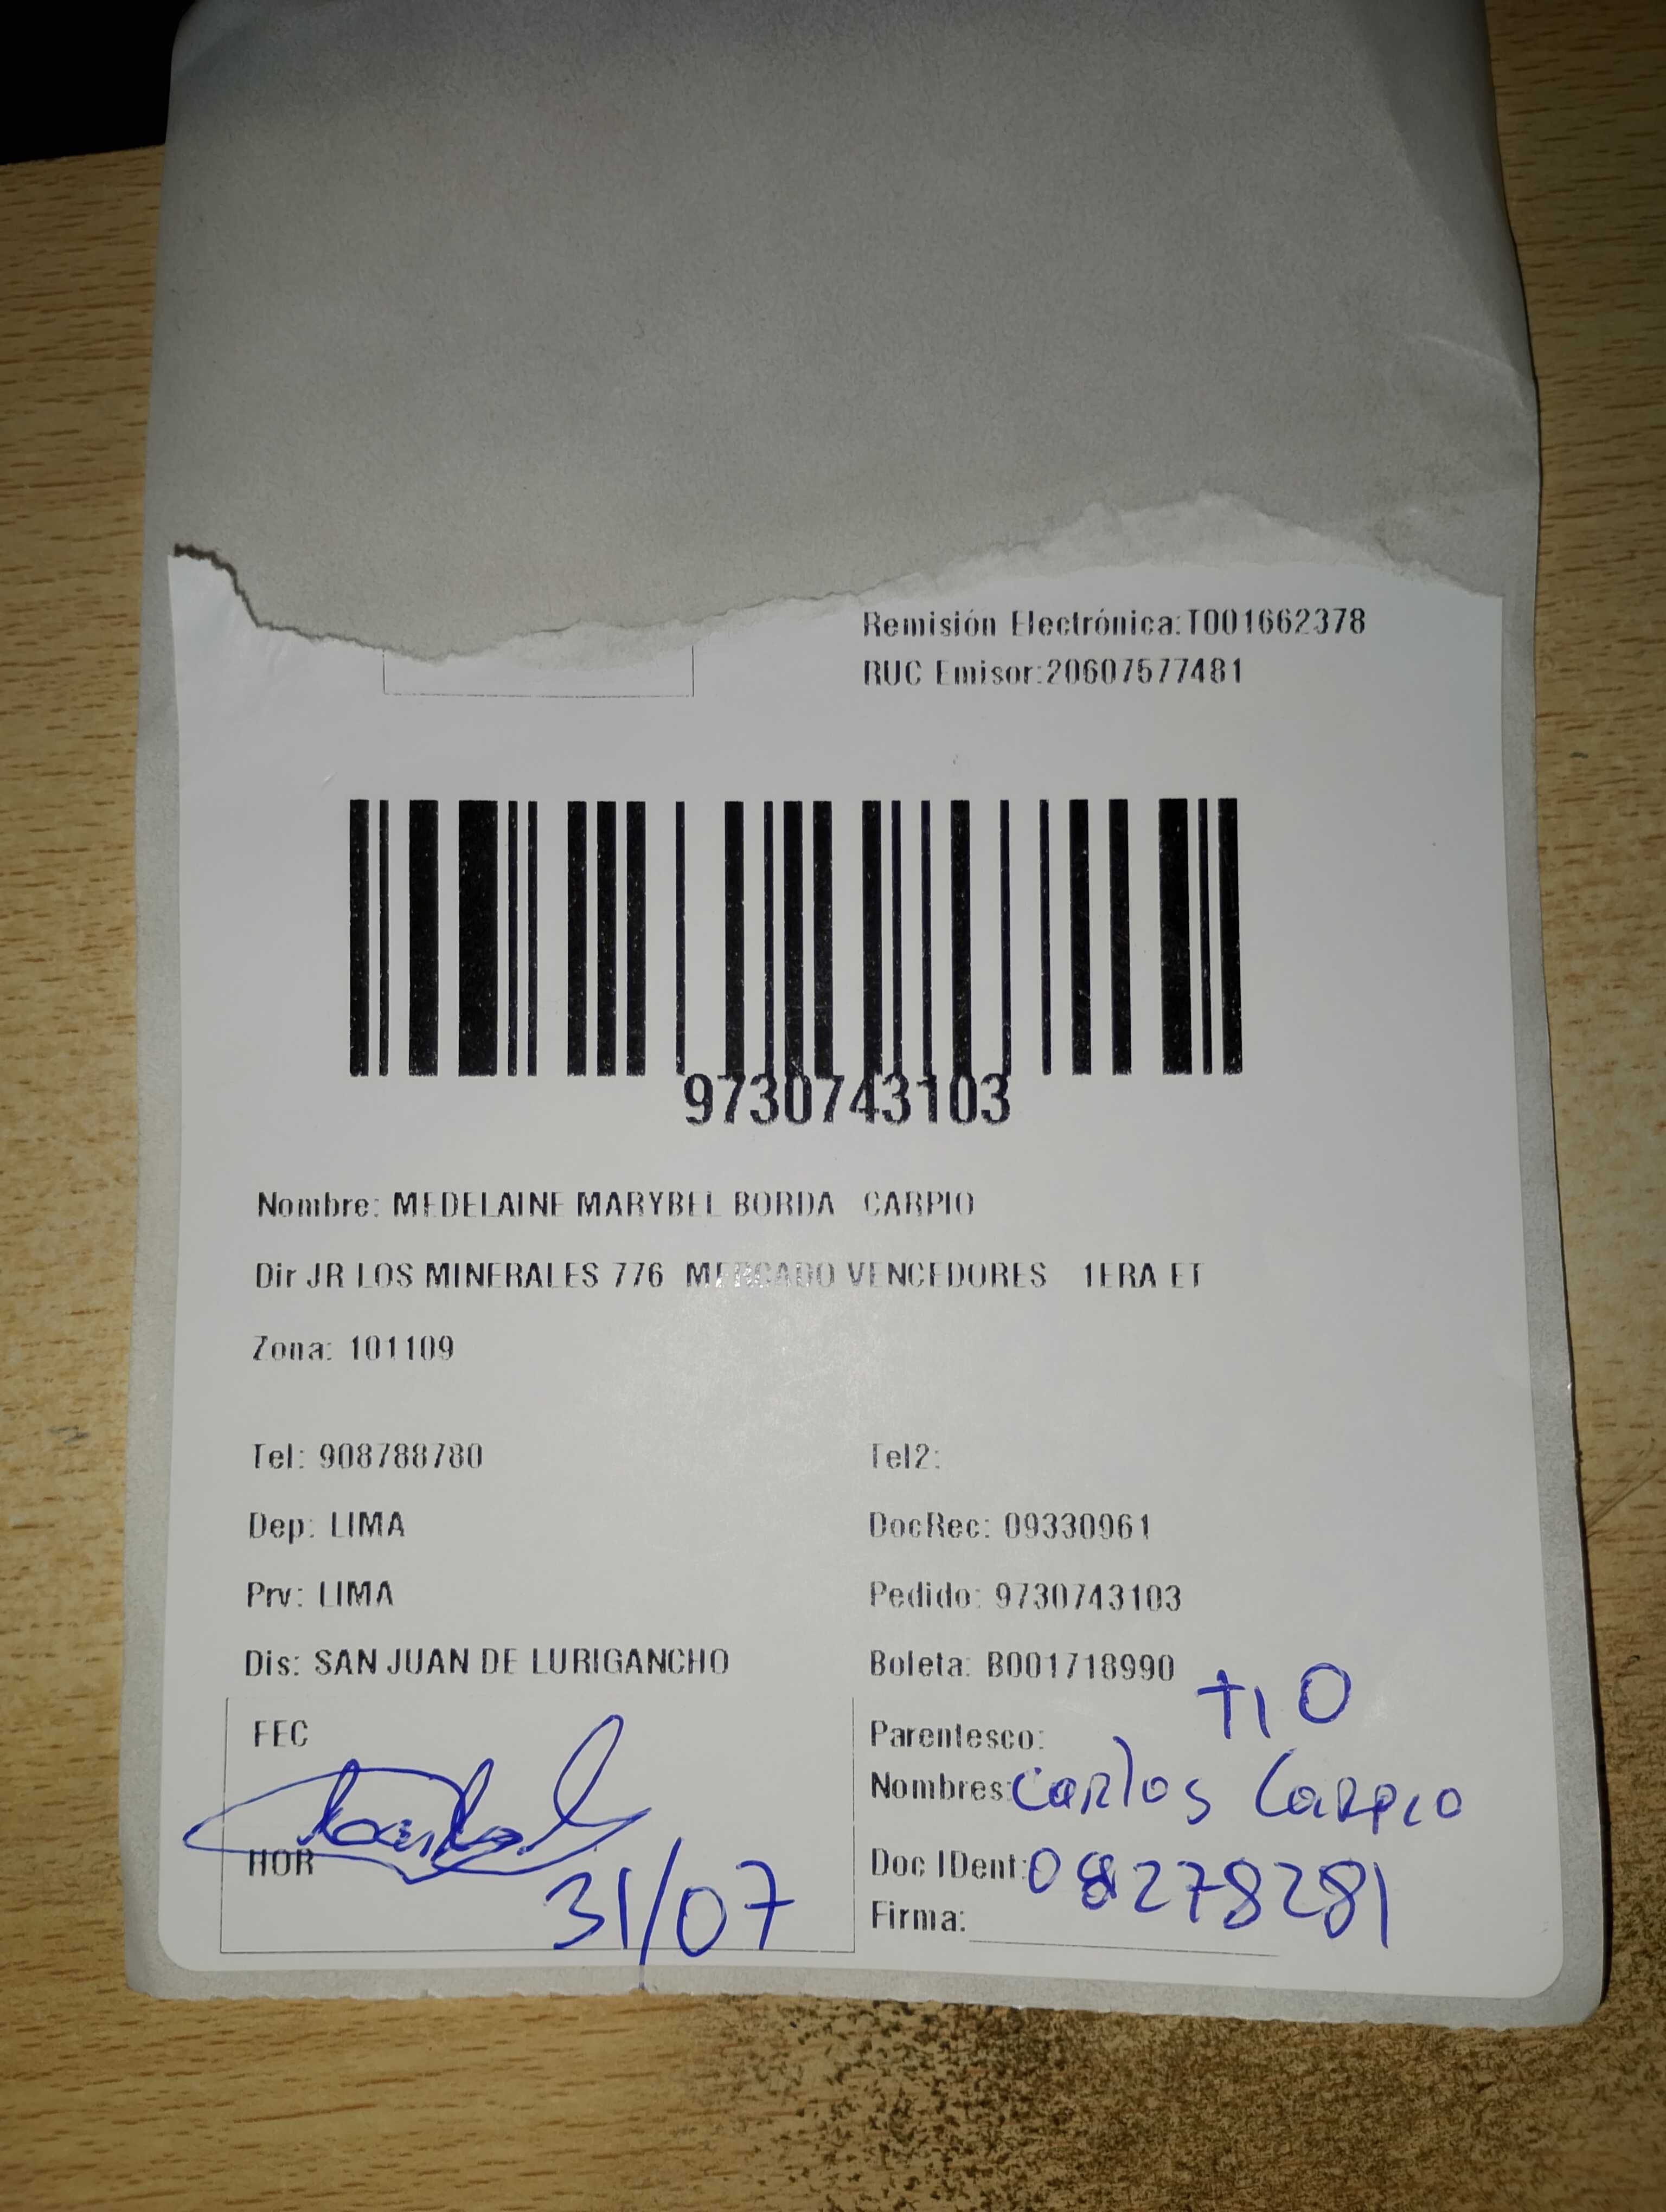 Remisión Electrónica:T001662378
RUC Emisor:20607577481
9730743103
Nombre: MEDELAINE MARYBEL BORDA CARPIO
Dir JR LOS MINERALES 776 MERCADO VENCEDORES 1ERA ET
Zona: 101109
Tel: 908788780 Tel2:
Dep: LIMA DocRec: 09330961
Prv: LIMA Pedido: 9730743103
Dis: SAN JUAN DE LURIGANCHO Boleta: B001718990
FEC Parentesco: TIO
Nombres: Carlos Carpio
HOR Doc IDent: 08278281
31/07 Firma: